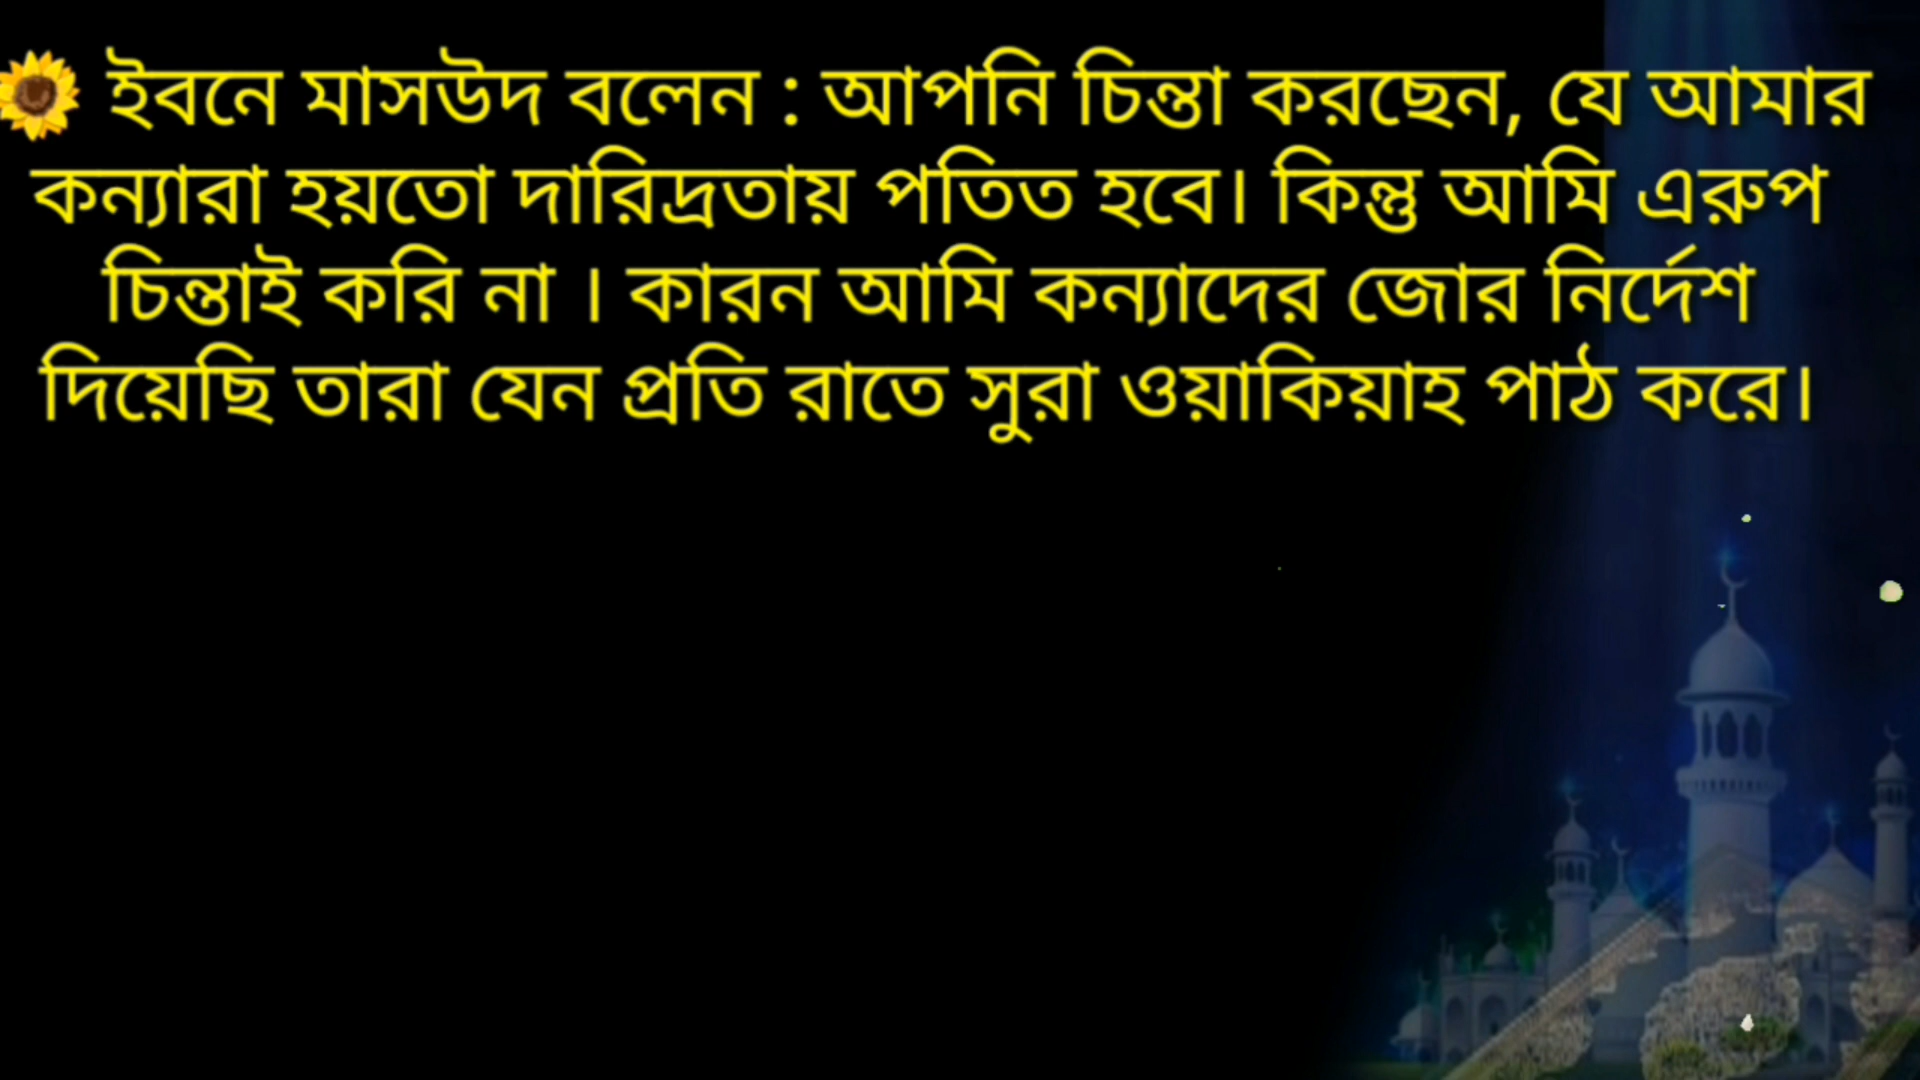 🌻 ইবনে মাসউদ বলেন : আপনি চিন্তা করছেন, যে আমার
কন্যারা হয়তো দারিদ্রতায় পতিত হবে। কিন্তু আমি এরুপ
চিন্তাই করি না । কারন আমি কন্যাদের জোর নির্দেশ
দিয়েছি তারা যেন প্রতি রাতে সুরা ওয়াকিয়াহ পাঠ করে।